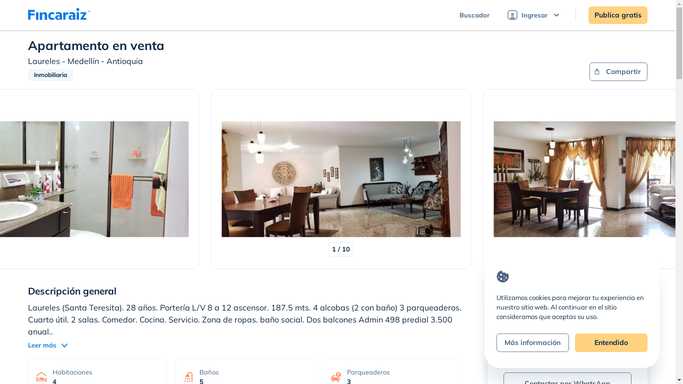 Fincaraiz
Buscador
Ingresar
Publica gratis
Apartamento en venta
Laureles - Medellín - Antioquia
Inmobiliaria
Compartir
1 / 10
Descripción general
Laureles (Santa Teresita). 28 años. Portería L/V 8 a 12 ascensor. 187.5 mts. 4 alcobas (2 con baño) 3 parqueaderos.
Cuarto útil. 2 salas. Comedor. Cocina. Servicio. Zona de ropas. baño social. Dos balcones Admin 498 predial 3.500
anual..
Leer más
Habitaciones
4
Baños
5
Parqueaderos
3
Utilizamos cookies para mejorar tu experiencia en
nuestro sitio web. Al continuar en el sitio
consideramos que aceptas su uso.
Más información
Entendido
Contactar por WhatsApp